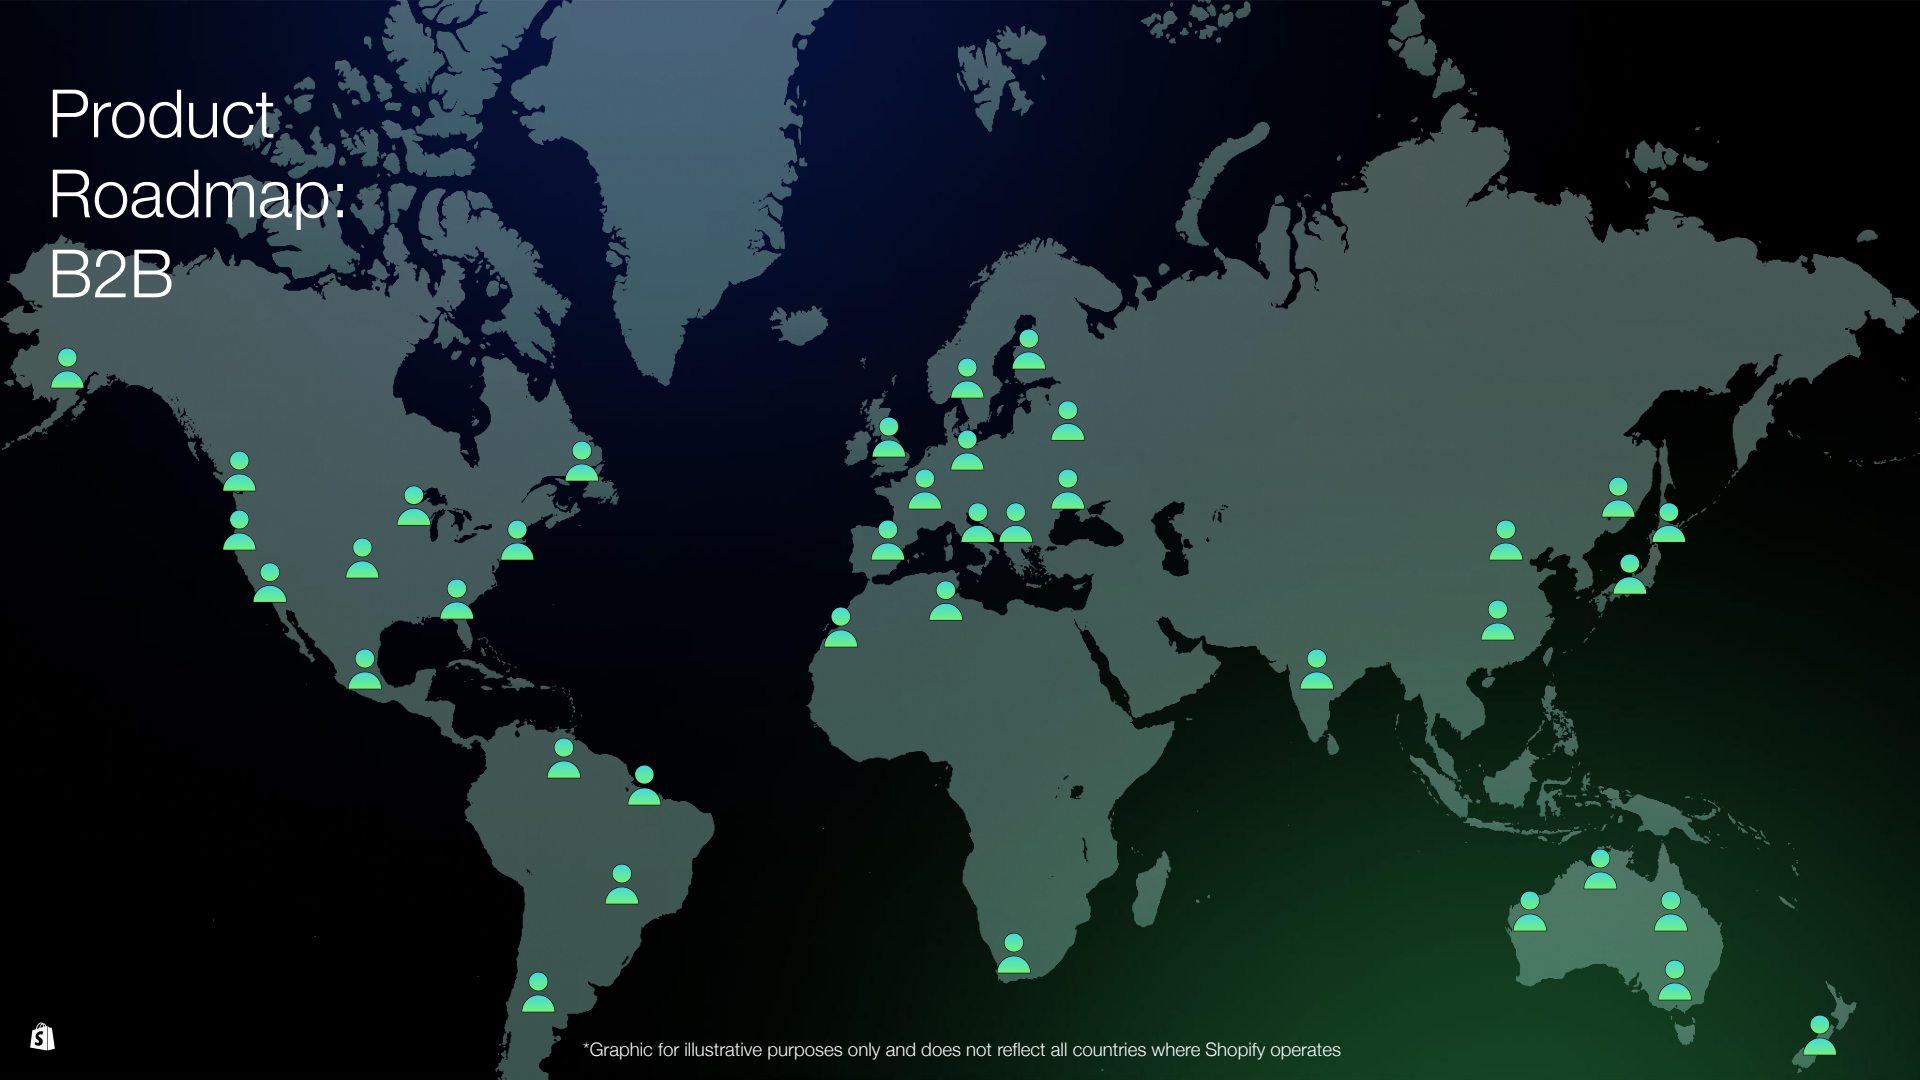 Product
Roadmap:
B2B
*Graphic for illustrative purposes only and does not reflect all countries where Shopify operates